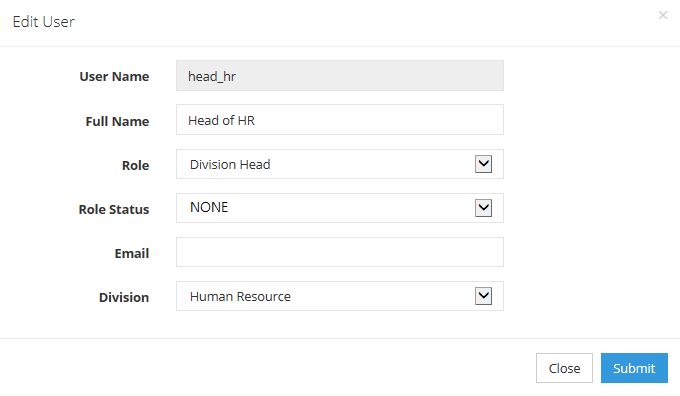 Edit User
×
User Name head_hr
Full Name Head of HR
Role Division Head
Role Status NONE
Email
Division Human Resource
Close Submit